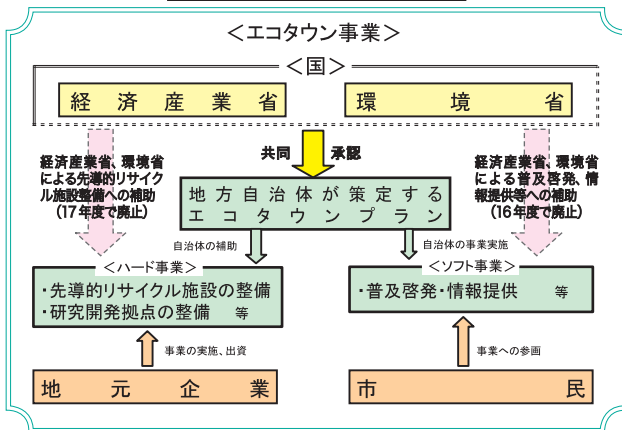 <エコタウン事業>
<国>
経済産業省
環境省
共同 承認
経済産業省、環境省
による先導的リサイク
ル施設整備への補助
(17年度で廃止)
経済産業省、環境省
による普及啓発、情
報提供等への補助
(16年度で廃止)
地方自治体が策定する
エコタウンプラン
自治体の補助
自治体の事業実施
<ハード事業>
・先導的リサイクル施設の整備
・研究開発拠点の整備 等
<ソフト事業>
・普及啓発・情報提供 等
事業の実施、出資
事業への参画
地元企業
市民